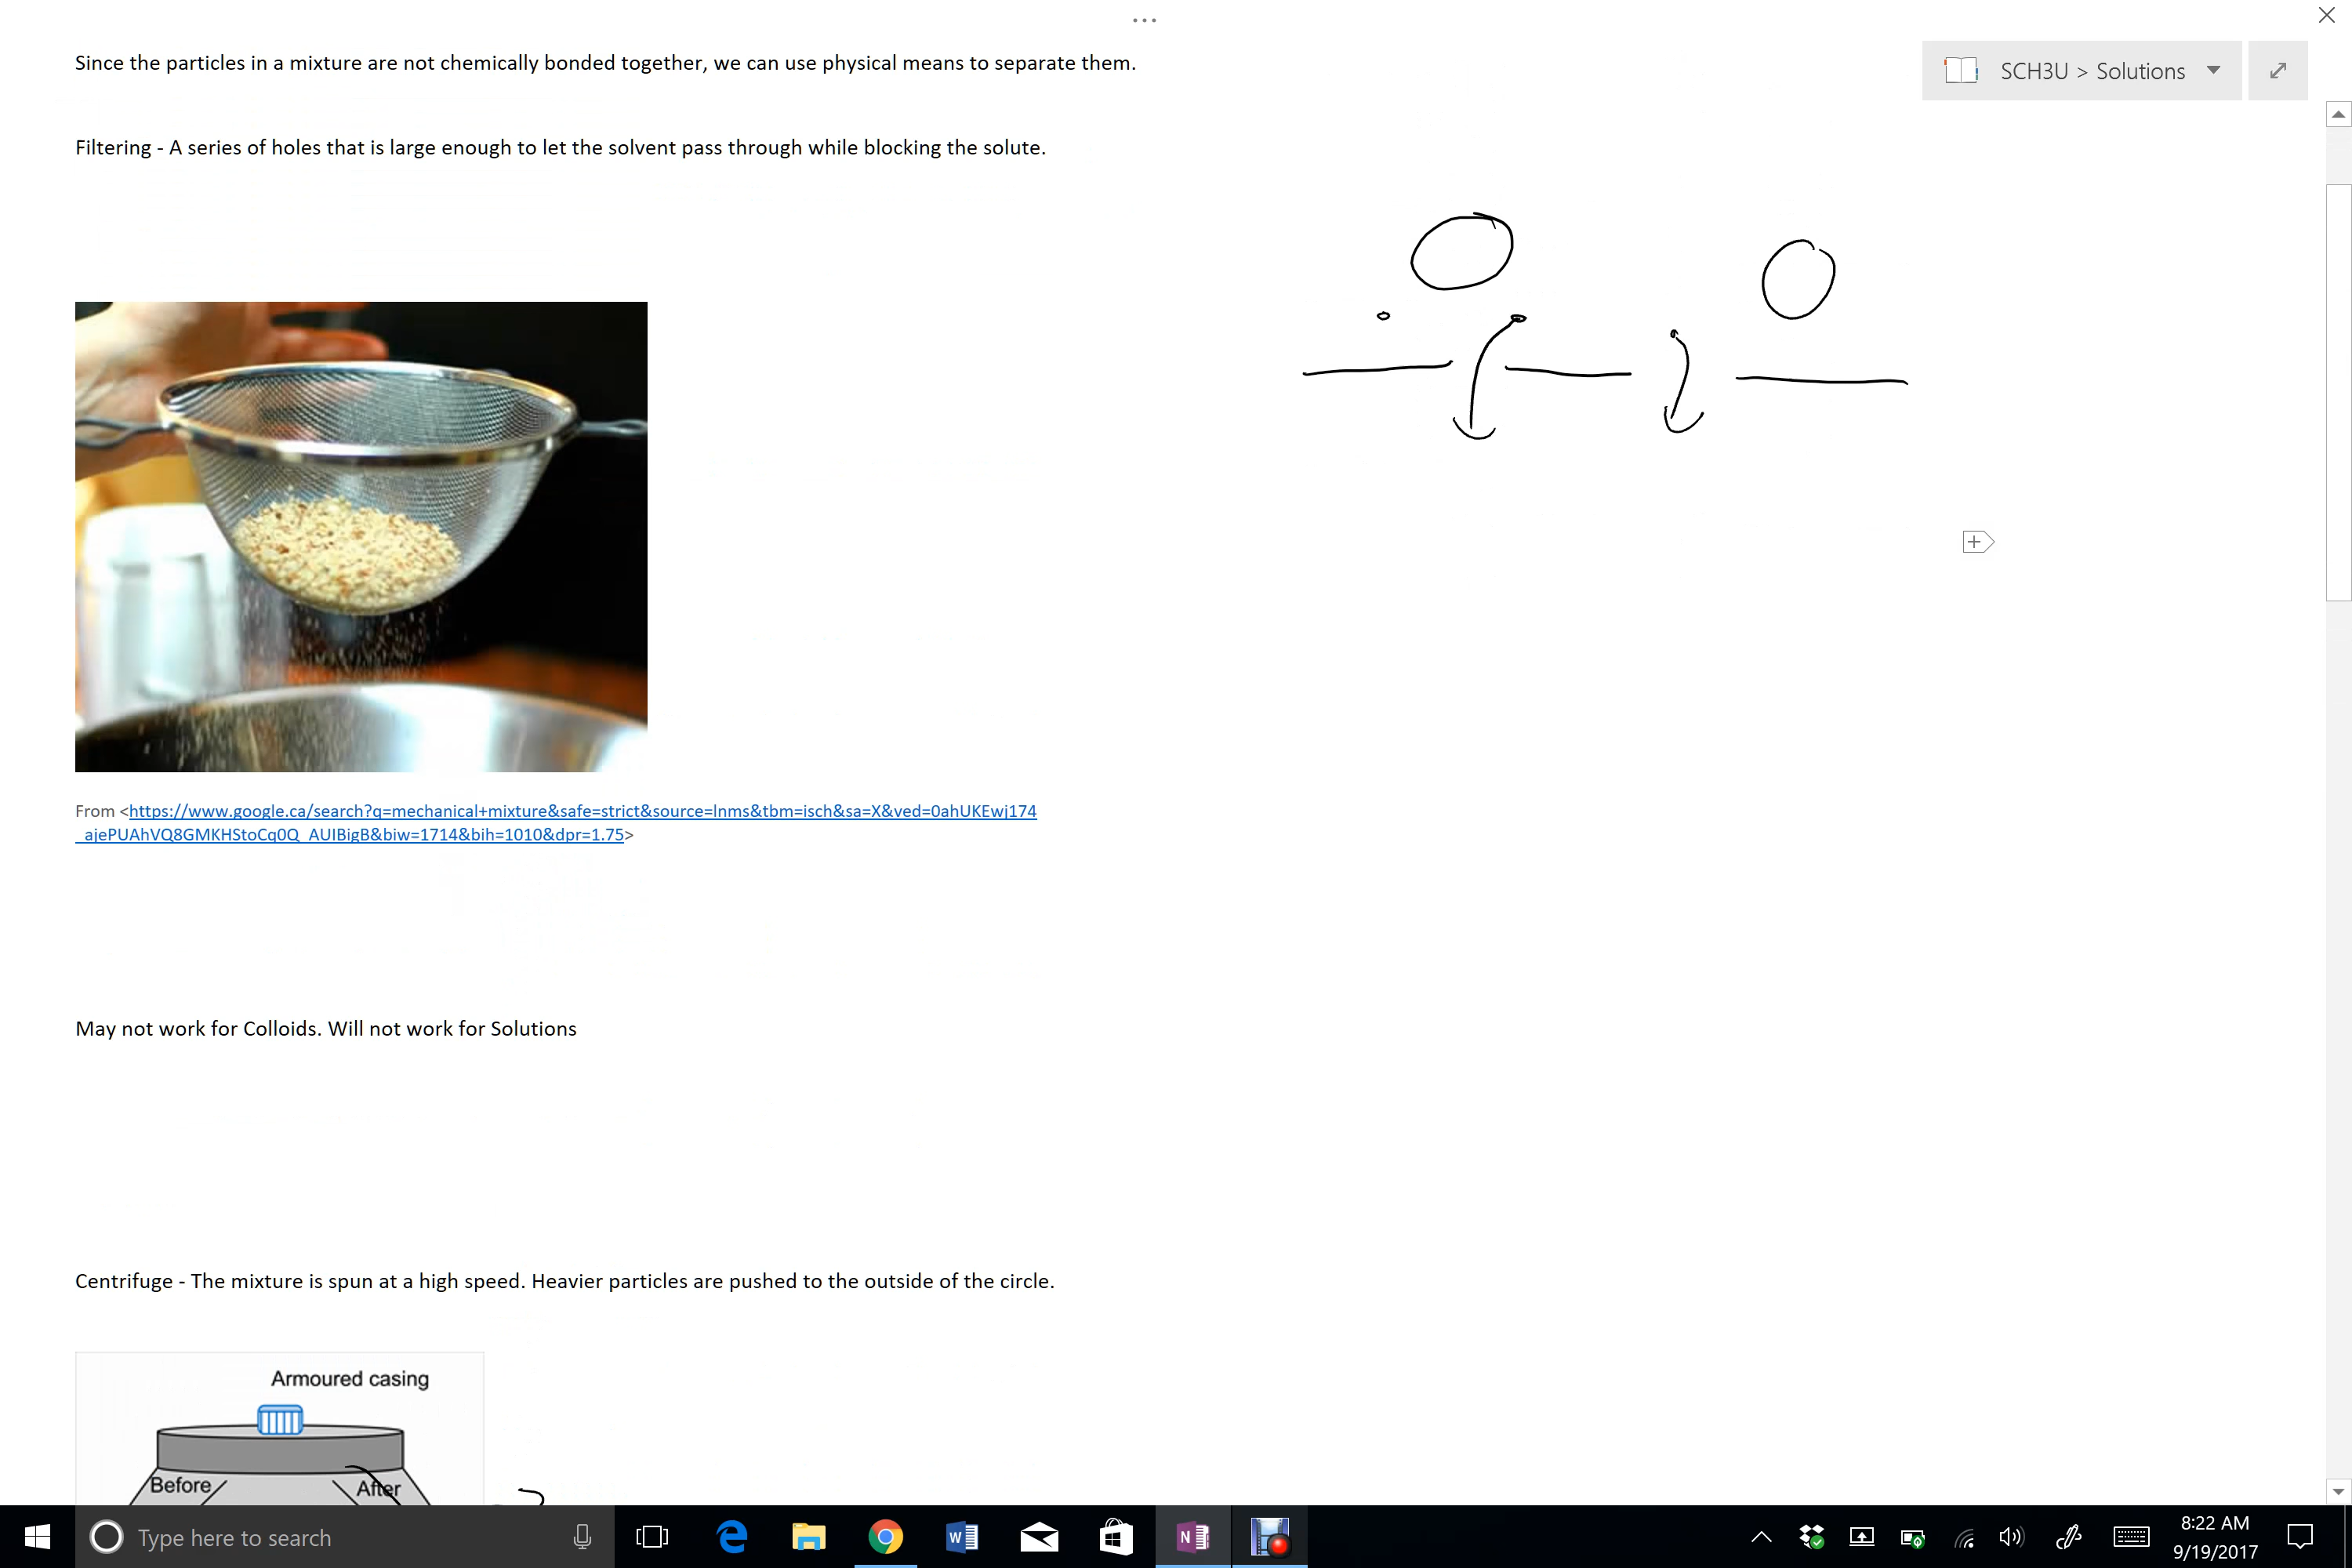 Since the particles in a mixture are not chemically bonded together, we can use physical means to separate them.
SCH3U > Solutions
Filtering - A series of holes that is large enough to let the solvent pass through while blocking the solute.
From <https://www.google.ca/search?q=mechanical+mixture&safe=strict&source=lnms&tbm=isch&sa=X&ved=0ahUKEwj174
_ajePUAhVQ8GMKHStoCq0Q_AUIBigB&biw=1714&bih=1010&dpr=1.75>
May not work for Colloids. Will not work for Solutions
Centrifuge - The mixture is spun at a high speed. Heavier particles are pushed to the outside of the circle.
Armoured casing
Before
After
Type here to search
8:22 AM
9/19/2017